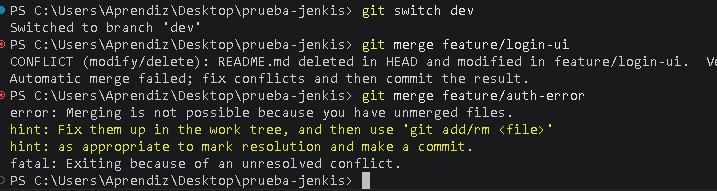 PS C:\Users\Aprendiz\Desktop\prueba-jenkis> git switch dev
Switched to branch 'dev'
PS C:\Users\Aprendiz\Desktop\prueba-jenkis> git merge feature/login-ui
CONFLICT (modify/delete): README.md deleted in HEAD and modified in feature/login-ui.  Ve
Automatic merge failed; fix conflicts and then commit the result.
PS C:\Users\Aprendiz\Desktop\prueba-jenkis> git merge feature/auth-error
error: Merging is not possible because you have unmerged files.
hint: Fix them up in the work tree, and then use 'git add/rm <file>'
hint: as appropriate to mark resolution and make a commit.
fatal: Exiting because of an unresolved conflict.
PS C:\Users\Aprendiz\Desktop\prueba-jenkis>